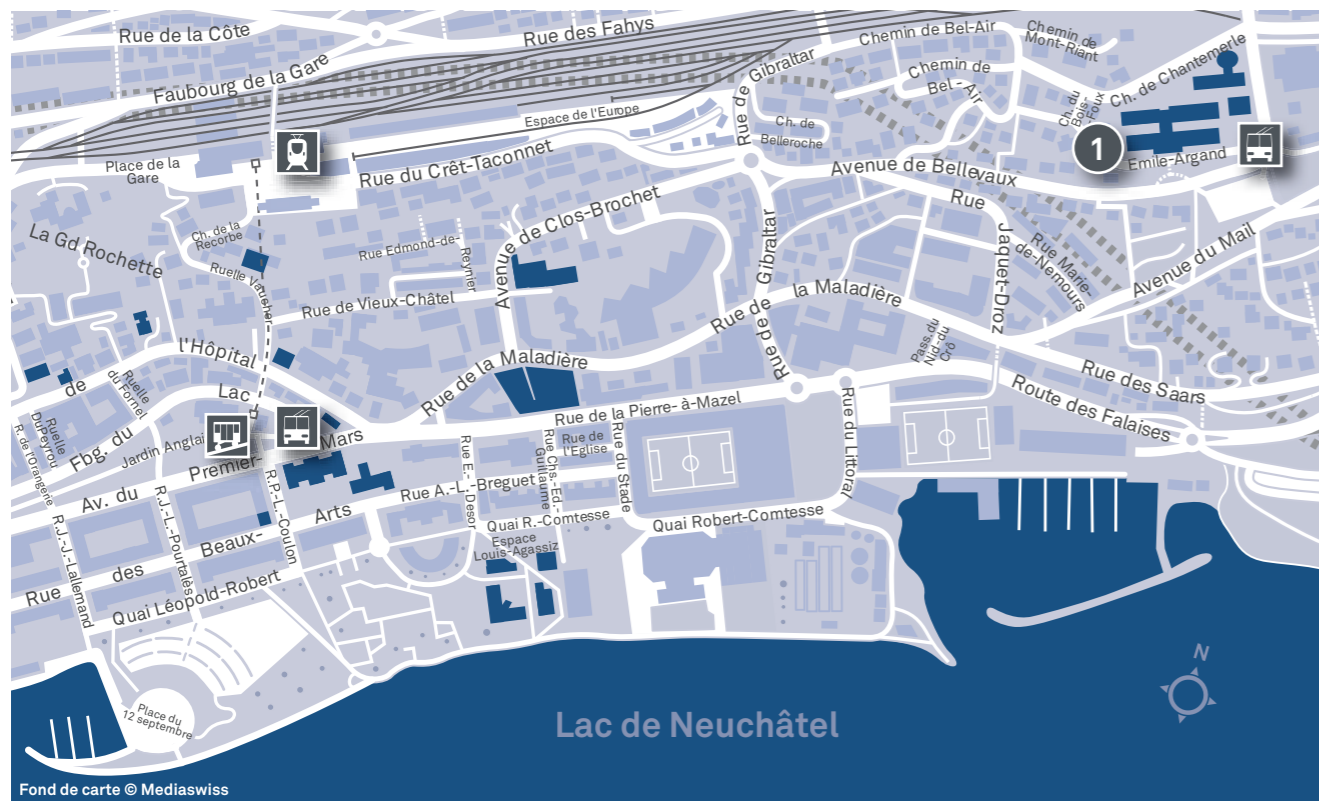 Rue de la Côte
Rue des Fahys
Faubourg de la Gare
Chemin de Bel-Air
Chemin de
Mont-Riant
Gibraltar
Rue de
Chemin de
Bel-Air
Ch. de Chantemerle
Ch. du
Bois-
Foux
Espace de l'Europe
Ch. de
Belleroche
1
Emile-Argand
Place de la
Gare
Rue du Crêt-Taconnet
Avenue de Bellevaux
Rue
Jaquet-Droz
Avenue de Clos-Brochet
Ch. de la
Recorbe
La Gd Rochette
Rue Edmond-de-
Reynier
Ruelle Vaucher
Rue de Vieux-Châtel
Rue de
Gibraltar
Rue de la Maladière
Rue Marie-
de-Nemours
Avenue du Mail
Pass. du
Nid-du-
Crô
Rue de la Maladière
Rue des Saars
Route des Falaises
de l'Hôpital
Ruelle
du Fornel
Fbg. du Lac
Ruelle
DuPeyrou
R. de l'Orangerie
Jardin Anglai
Av. du Premier-Mars
Rue de la Pierre-à-Mazel
Rue de
l'Eglise
Rue du Stade
Rue du Littoral
Rue E.-Desor
Rue Chs-Ed.-
Guillaume
Rue A.-L.-Breguet
R.P.-L.-Coulon
R.J.-L.-Pourtalès
R.J.-J.-Lallemand
Rue des Beaux-Arts
Quai R.-Comtesse
Quai Robert-Comtesse
Espace
Louis-Agassiz
Quai Léopold-Robert
Place du
12 septembre
Lac de Neuchâtel
N
Fond de carte © Mediaswiss